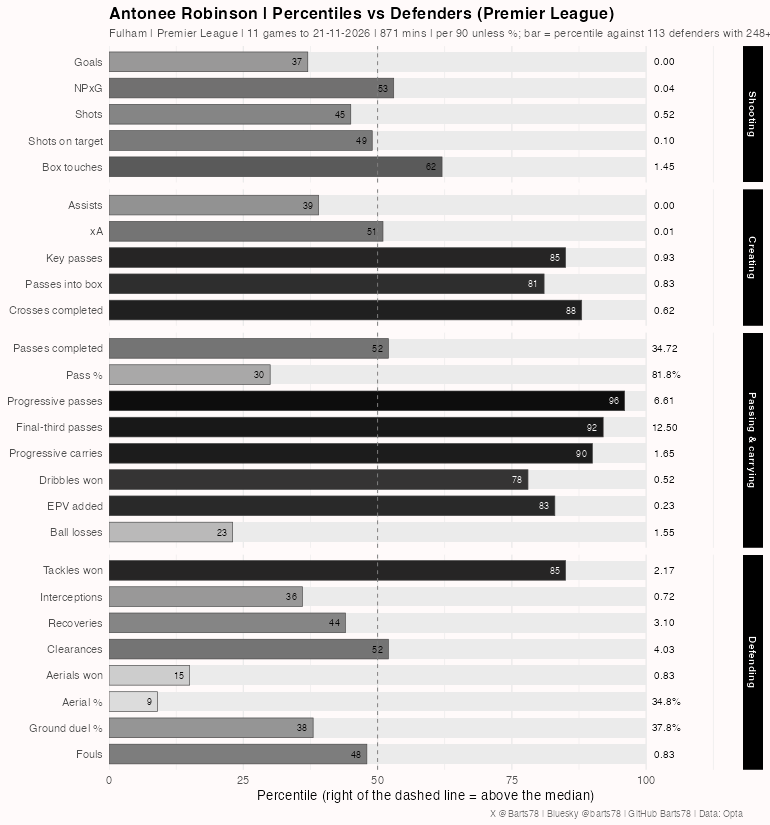 Antonee Robinson | Percentiles vs Defenders (Premier League)
Fulham | Premier League | 11 games to 21-11-2026 | 871 mins | per 90 unless %; bar = percentile against 113 defenders with 248+
Shooting
Goals 37 0.00
NPxG 53 0.04
Shots 45 0.52
Shots on target 49 0.10
Box touches 62 1.45
Creating
Assists 39 0.00
xA 51 0.01
Key passes 85 0.93
Passes into box 81 0.83
Crosses completed 88 0.62
Passing & carrying
Passes completed 52 34.72
Pass % 30 81.8%
Progressive passes 96 6.61
Final-third passes 92 12.50
Progressive carries 90 1.65
Dribbles won 78 0.52
EPV added 83 0.23
Ball losses 23 1.55
Defending
Tackles won 85 2.17
Interceptions 36 0.72
Recoveries 44 3.10
Clearances 52 4.03
Aerials won 15 0.83
Aerial % 9 34.8%
Ground duel % 38 37.8%
Fouls 48 0.83
0 25 50 75 100
Percentile (right of the dashed line = above the median)
X @Barts78 | Bluesky @barts78 | GitHub Barts78 | Data: Opta